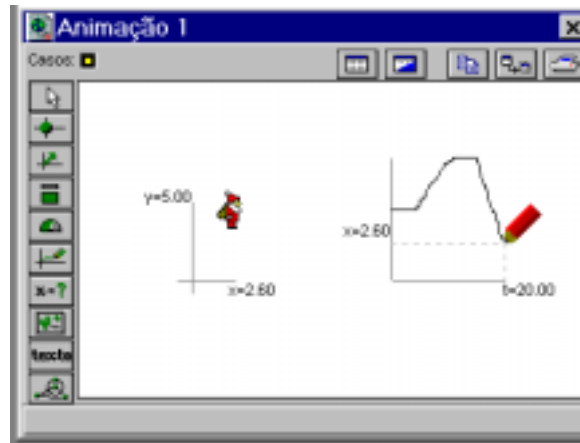 Animação 1
Casos:
y=5.00
x=2.60
x=2.60
t=20.00
x=?
texto